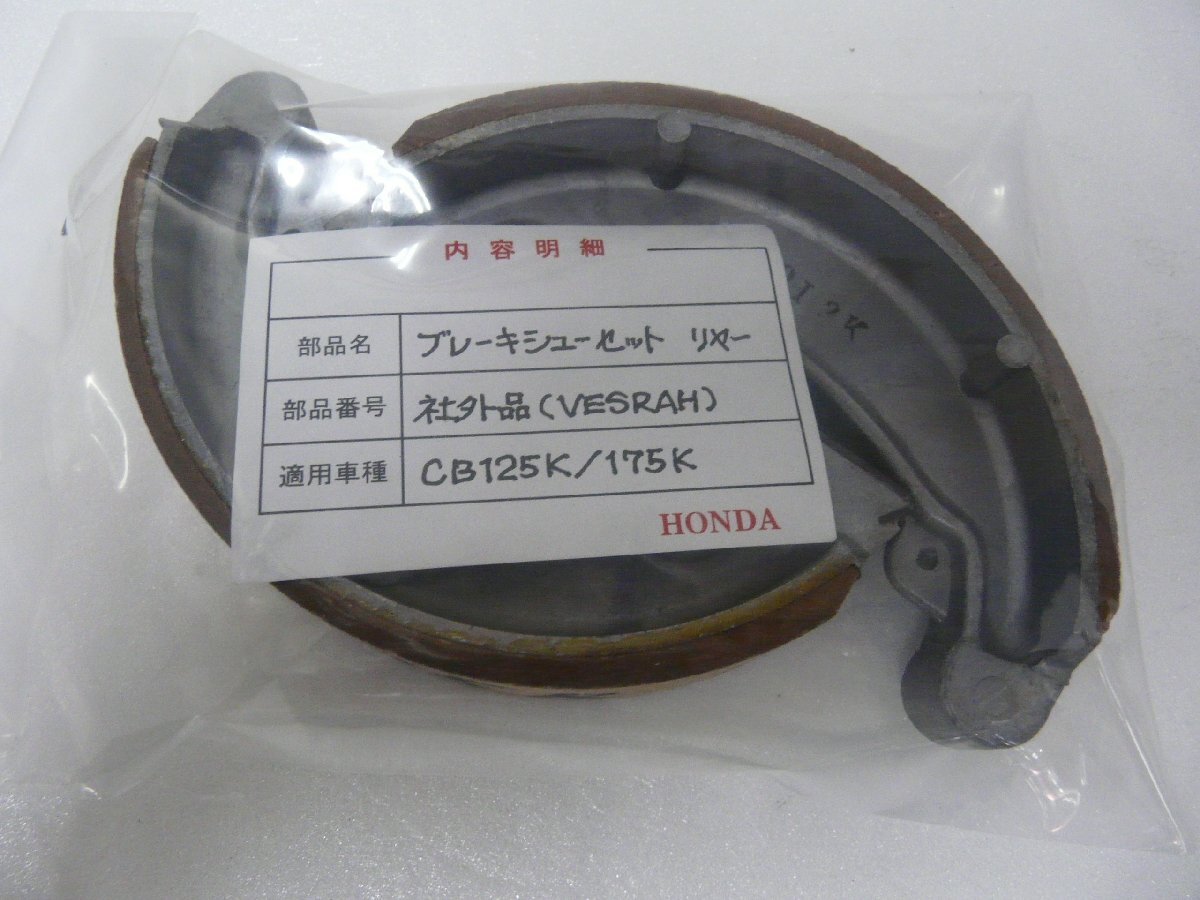 内容明細
部品名 ブレーキシューセット リヤー
部品番号 社外品(VESRAH)
適用車種 CB125K/175K
HONDA